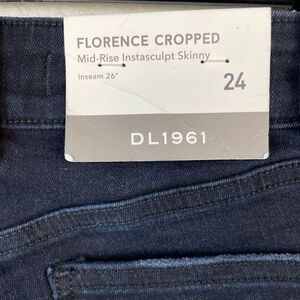 FLORENCE CROPPED
Mid-Rise Instasculpt Skinny
Inseam 26"
24
DL1961